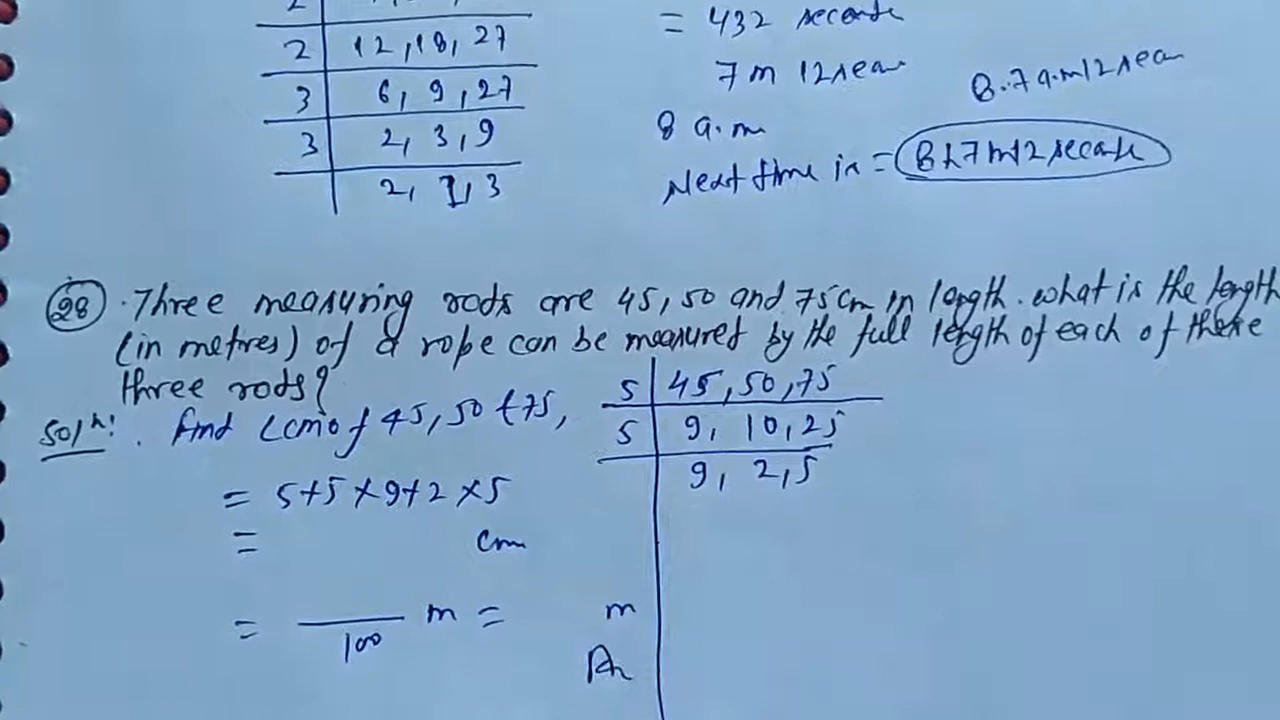 2 | 12, 18, 27
3 | 6, 9, 27
3 | 2, 3, 9
2, 1, 3
= 432 seconds
7 m 12 sec
8.7 a.m 12 sec
8 a.m
Next time is = 8h 7 m 12 seconds
28. Three measuring rods are 45, 50 and 75 cm in length. what is the length
(in metres) of a rope can be measured by the full length of each of these
three rods?
Soln: . find LCM of 45, 50 & 75,
5 | 45, 50, 75
5 | 9, 10, 25
9, 2, 5
= 5×5×9×2×5
= cm
= /100 m = m
An